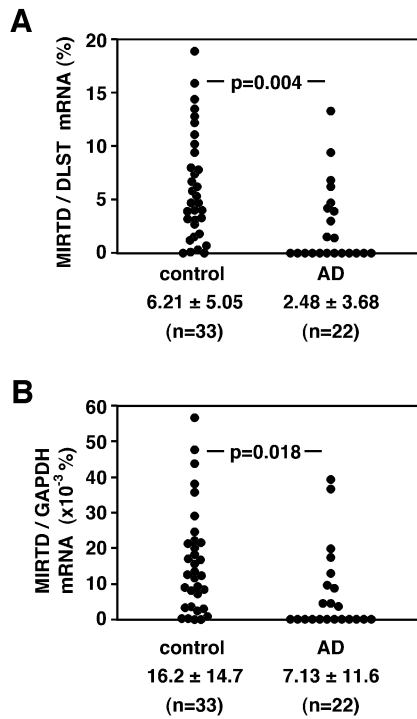 A
MIRTD / DLST mRNA (%)
20
15
10
5
0
p=0.004
control
AD
6.21 ± 5.05
2.48 ± 3.68
(n=33)
(n=22)
B
MIRTD / GAPDH
mRNA (x10⁻³%)
60
50
40
30
20
10
0
p=0.018
control
AD
16.2 ± 14.7
7.13 ± 11.6
(n=33)
(n=22)